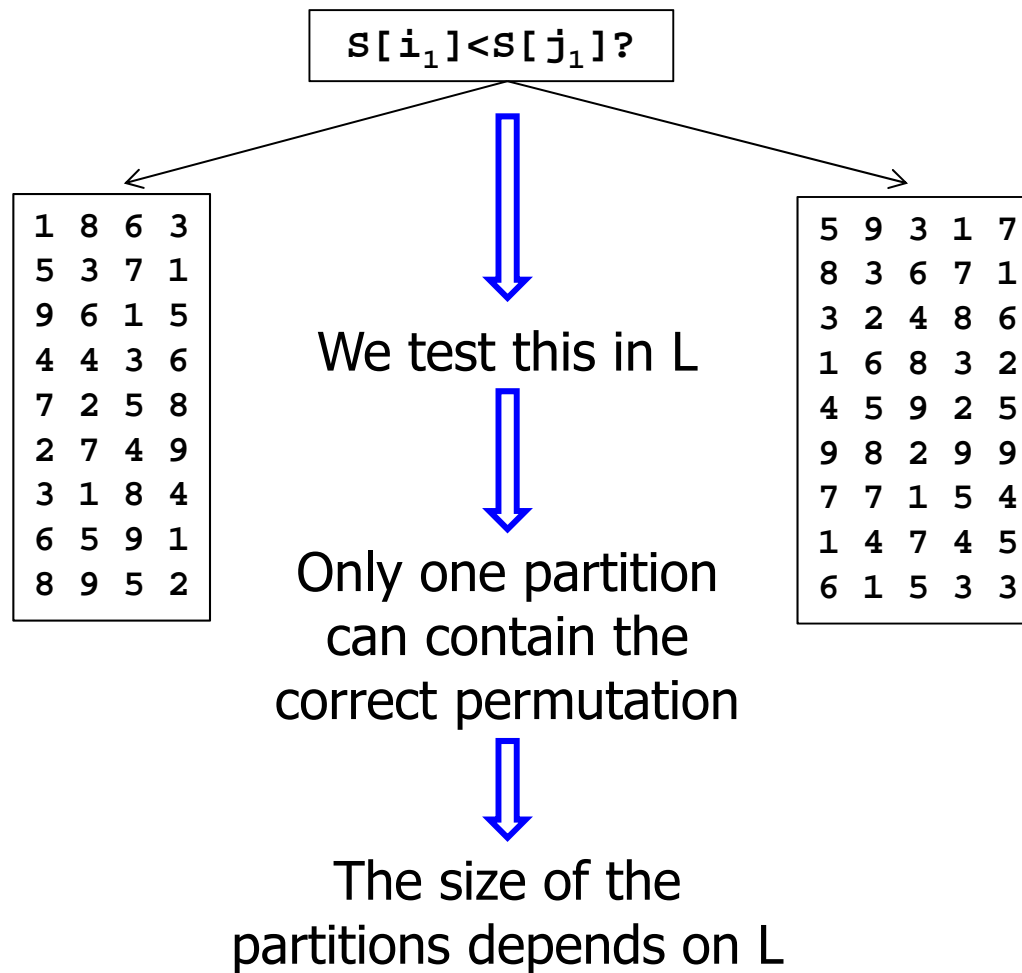 S[i₁]<S[j₁]?
1 8 6 3
5 3 7 1
9 6 1 5
4 4 3 6
7 2 5 8
2 7 4 9
3 1 8 4
6 5 9 1
8 9 5 2
We test this in L
Only one partition
can contain the
correct permutation
The size of the
partitions depends on L
5 9 3 1 7
8 3 6 7 1
3 2 4 8 6
1 6 8 3 2
4 5 9 2 5
9 8 2 9 9
7 7 1 5 4
1 4 7 4 5
6 1 5 3 3